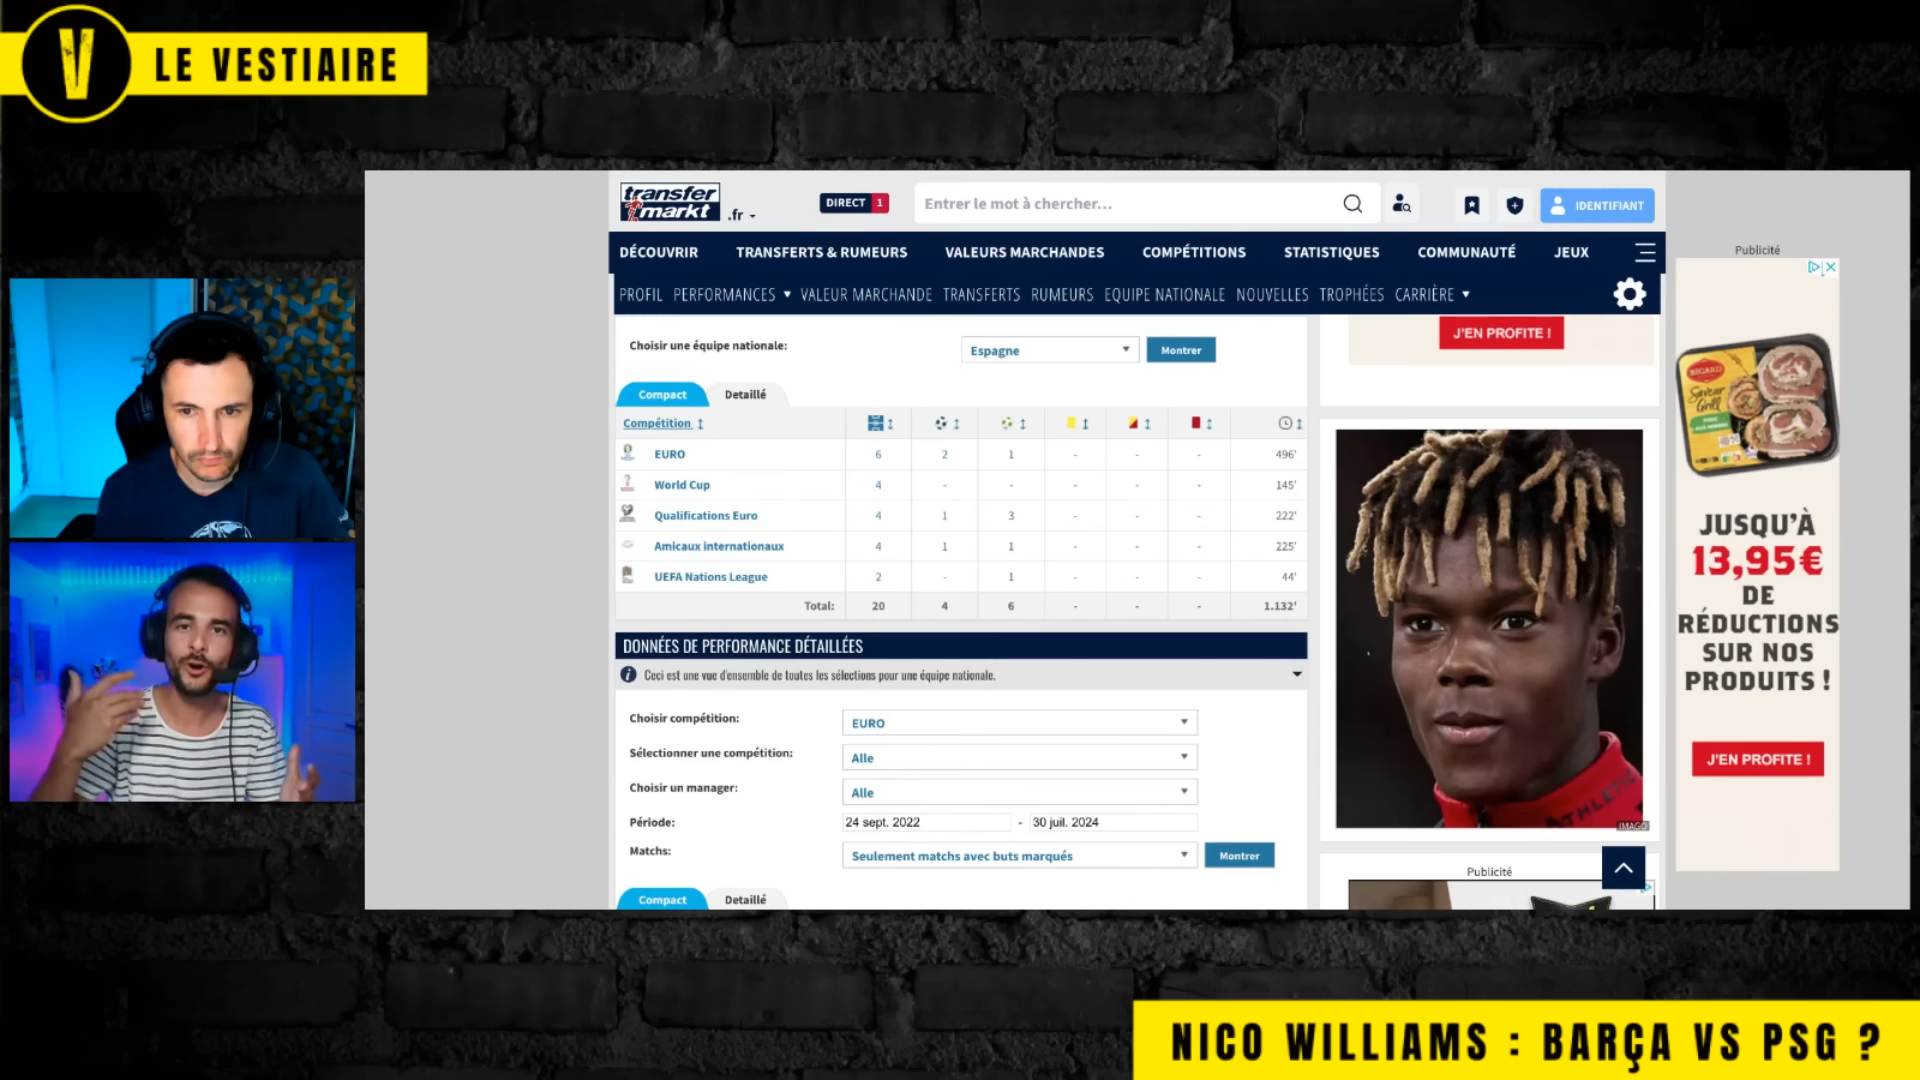 V
LE VESTIAIRE
transfer
markt
.fr
DIRECT 1
Entrer le mot à chercher...
IDENTIFIANT
DÉCOUVRIR TRANSFERTS & RUMEURS VALEURS MARCHANDES COMPÉTITIONS STATISTIQUES COMMUNAUTÉ JEUX
PROFIL PERFORMANCES VALEUR MARCHANDE TRANSFERTS RUMEURS EQUIPE NATIONALE NOUVELLES TROPHÉES CARRIÈRE
Choisir une équipe nationale: Espagne Montrer
Compact Detaillé
Compétition
EURO 6 2 1 - - - 496'
World Cup 4 - - - - - 145'
Qualifications Euro 4 1 3 - - - 222'
Amicaux internationaux 4 1 1 - - - 225'
UEFA Nations League 2 - 1 - - - 44'
Total: 20 4 6 - - - 1.132'
DONNÉES DE PERFORMANCE DÉTAILLÉES
i Ceci est une vue d'ensemble de toutes les sélections pour une équipe nationale.
Choisir compétition: EURO
Sélectionner une compétition: Alle
Choisir un manager: Alle
Période: 24 sept. 2022 - 30 juil. 2024
Matchs: Seulement matchs avec buts marqués Montrer
Compact Detaillé
J'EN PROFITE !
ATHLETIC
IMAGO
Publicité
Publicité
BIGARD
Saveur
Grill
JUSQU'À
13,95€
DE
RÉDUCTIONS
SUR NOS
PRODUITS !
J'EN PROFITE !
NICO WILLIAMS : BARÇA VS PSG ?